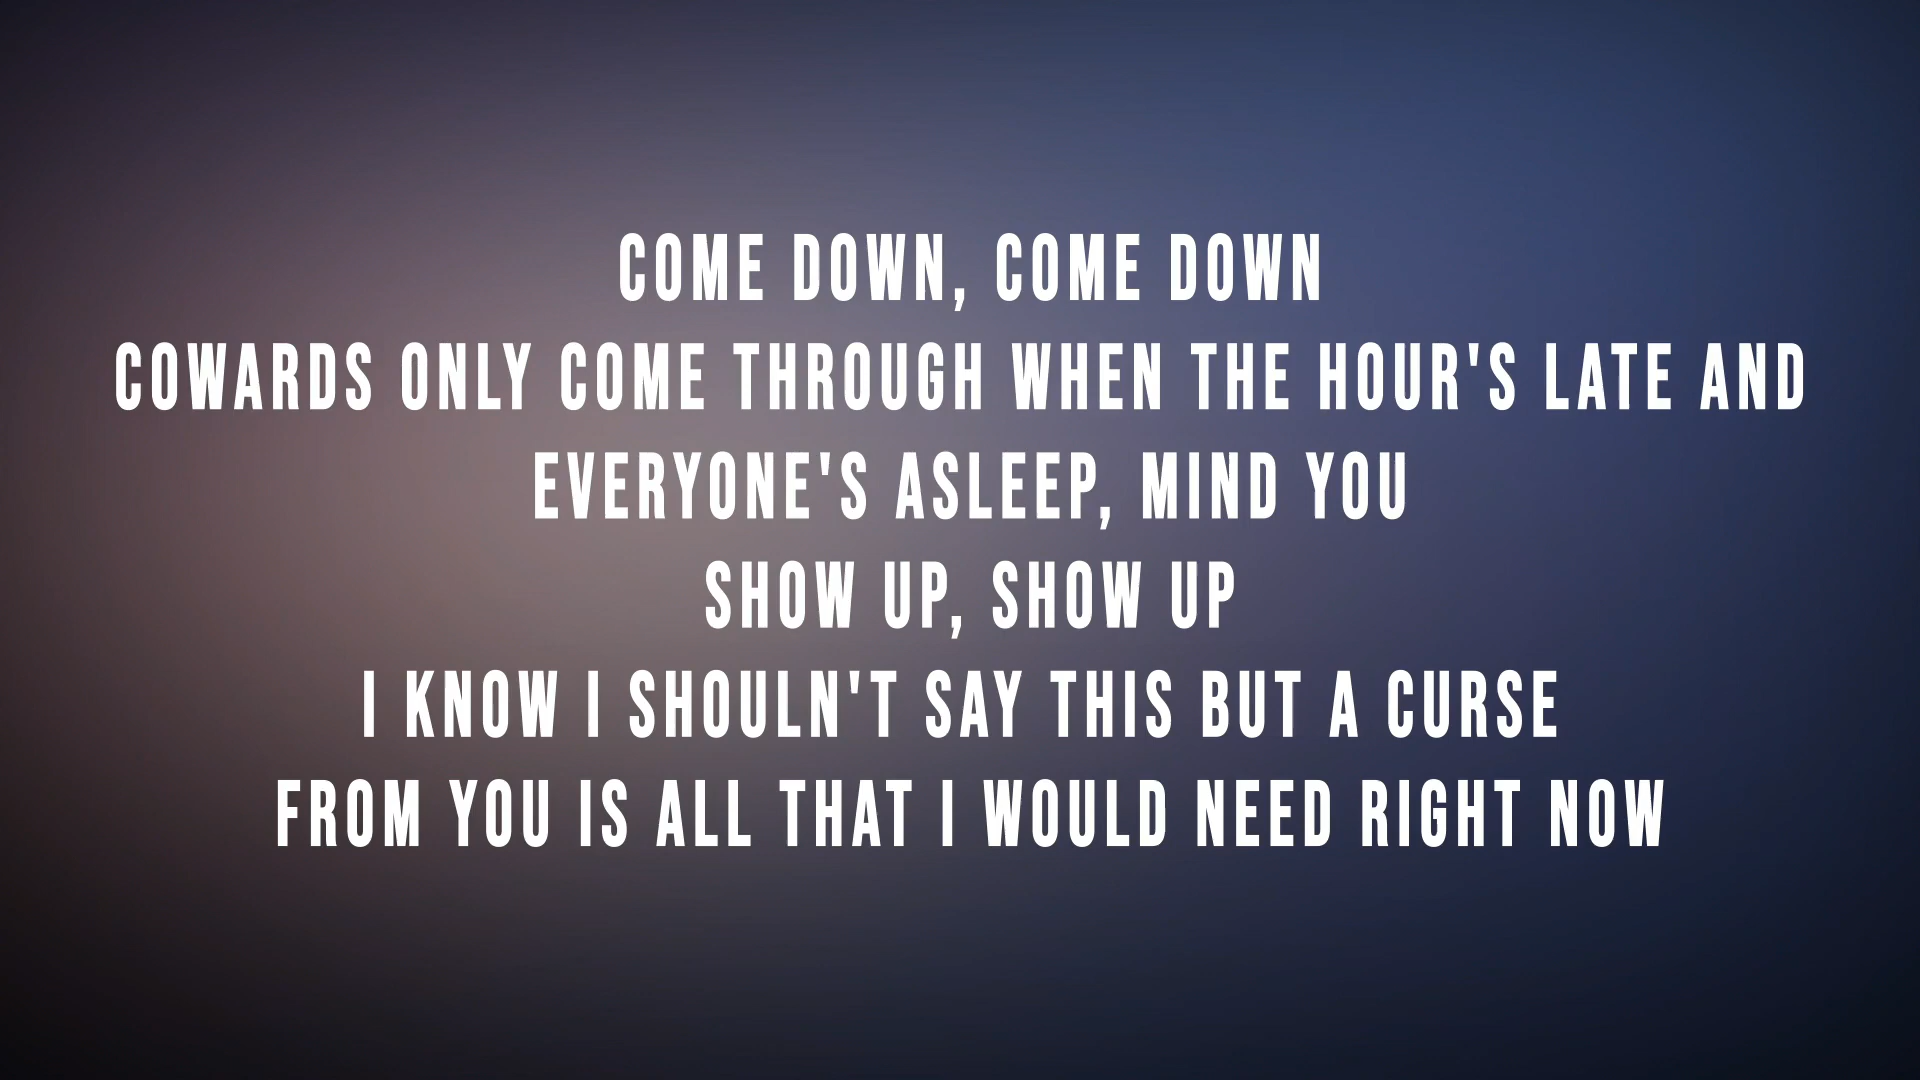 COME DOWN, COME DOWN
COWARDS ONLY COME THROUGH WHEN THE HOUR'S LATE AND
EVERYONE'S ASLEEP, MIND YOU
SHOW UP, SHOW UP
I KNOW I SHOULN'T SAY THIS BUT A CURSE
FROM YOU IS ALL THAT I WOULD NEED RIGHT NOW